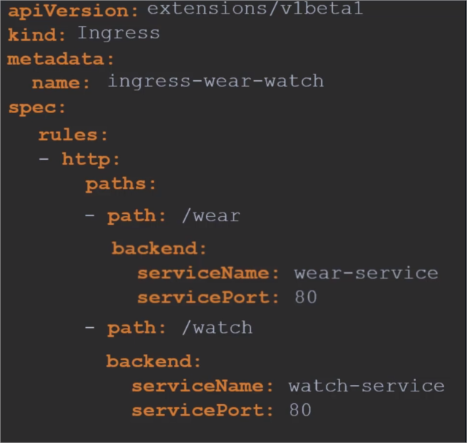 apiVersion: extensions/v1beta1
kind: Ingress
metadata:
  name: ingress-wear-watch
spec:
  rules:
  - http:
      paths:
      - path: /wear
        backend:
          serviceName: wear-service
          servicePort: 80
      - path: /watch
        backend:
          serviceName: watch-service
          servicePort: 80